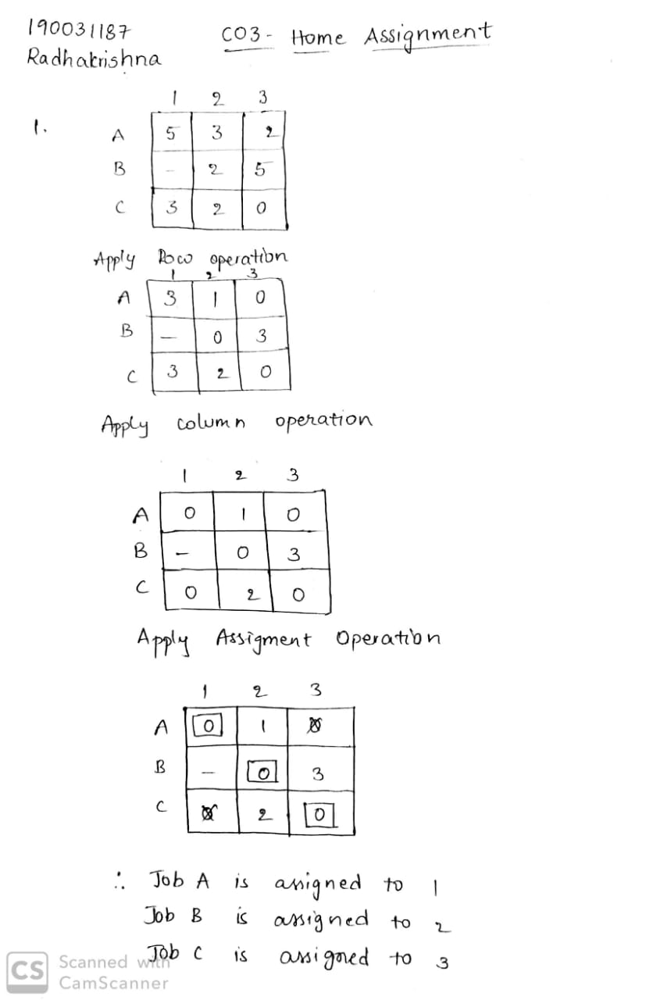 190031187
CO3 - Home Assignment
Radhakrishna
1 2 3
1.
A 5 3 2
B - 2 5
C 3 2 0
Apply Row operation
1 2 3
A 3 1 0
B - 0 3
C 3 2 0
Apply column operation
1 2 3
A 0 1 0
B - 0 3
C 0 2 0
Apply Assigment Operation
1 2 3
A 0 1 0
B - 0 3
C 0 2 0
∴ Job A is assigned to 1
Job B is assigned to 2
Job C is assigned to 3
CS Scanned with
CamScanner